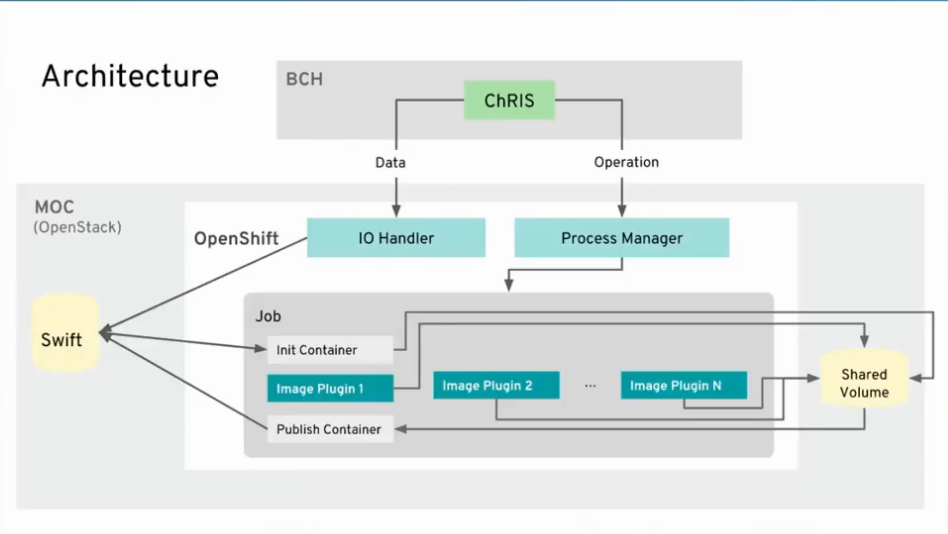 Architecture
BCH
ChRIS
Data
Operation
MOC
(OpenStack)
OpenShift
IO Handler
Process Manager
Job
Swift
Init Container
Image Plugin 1
Image Plugin 2
...
Image Plugin N
Shared
Volume
Publish Container